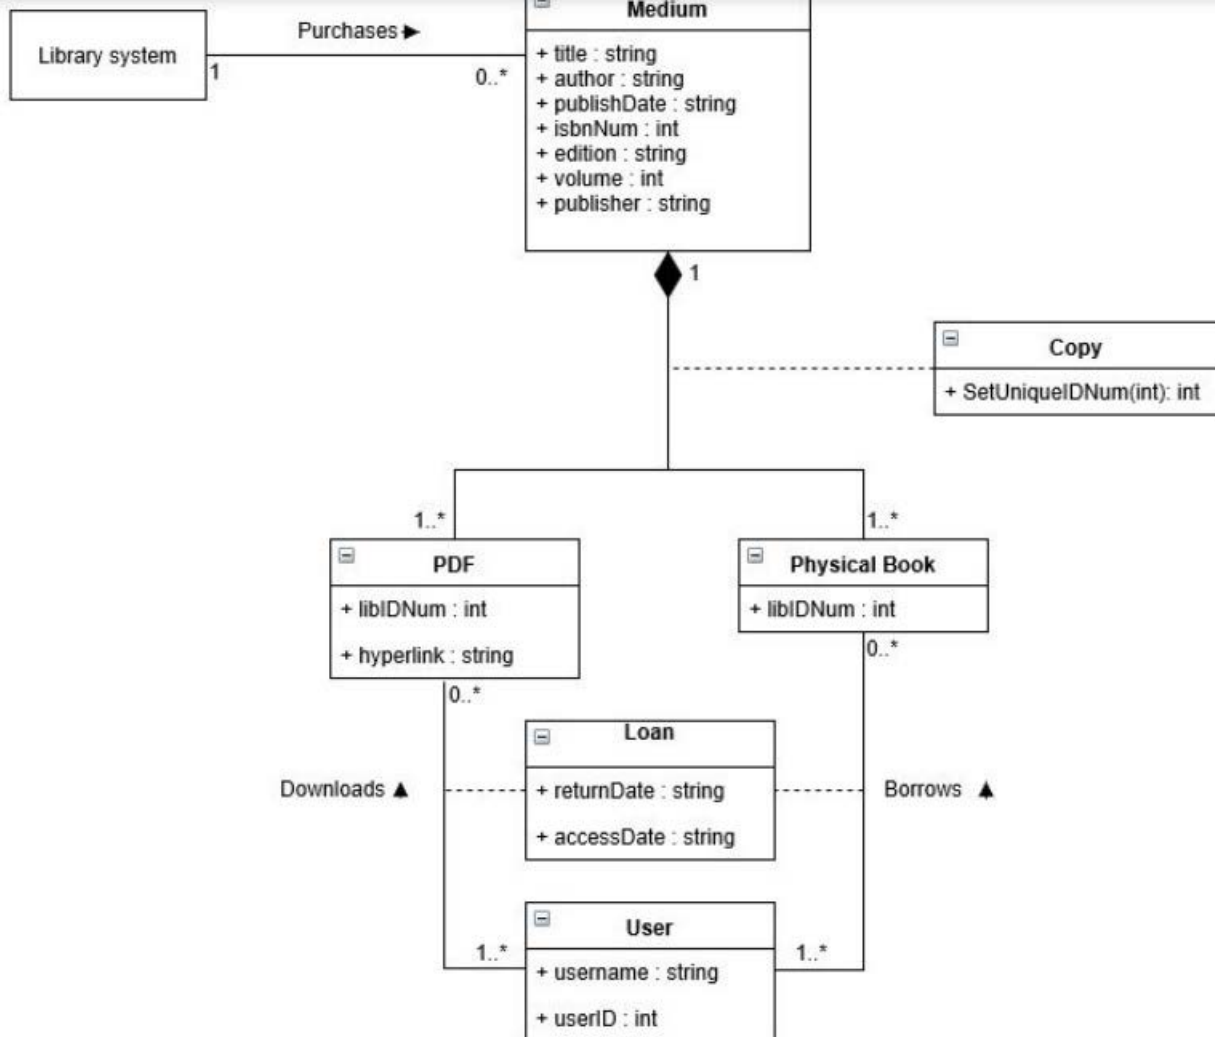 Medium
Purchases
Library system
1
0..*
+ title : string
+ author : string
+ publishDate : string
+ isbnNum : int
+ edition : string
+ volume : int
+ publisher : string
1
Copy
+ SetUniqueIDNum(int): int
1..*
1..*
PDF
+ libIDNum : int
+ hyperlink : string
Physical Book
+ libIDNum : int
0..*
0..*
Loan
+ returnDate : string
+ accessDate : string
Downloads
Borrows
User
+ username : string
+ userID : int
1..*
1..*